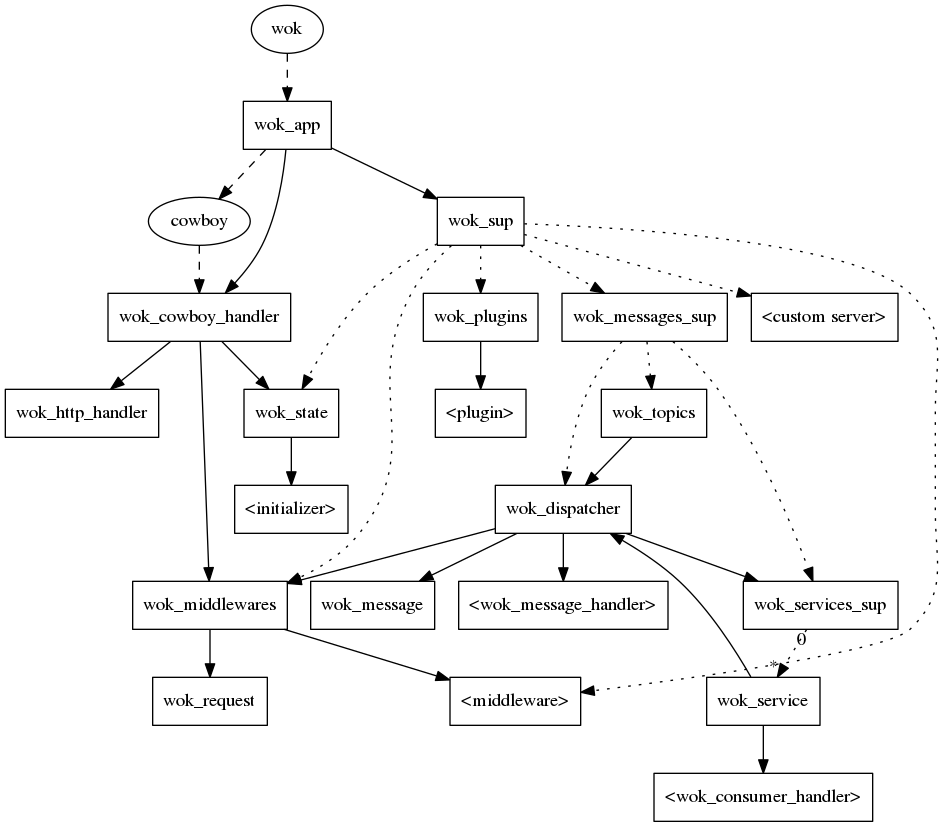 wok
wok_app
cowboy
wok_sup
wok_cowboy_handler
wok_plugins
wok_messages_sup
<custom server>
wok_http_handler
wok_state
<plugin>
wok_topics
<initializer>
wok_dispatcher
wok_middlewares
wok_message
<wok_message_handler>
wok_services_sup
0
*
wok_request
<middleware>
wok_service
<wok_consumer_handler>